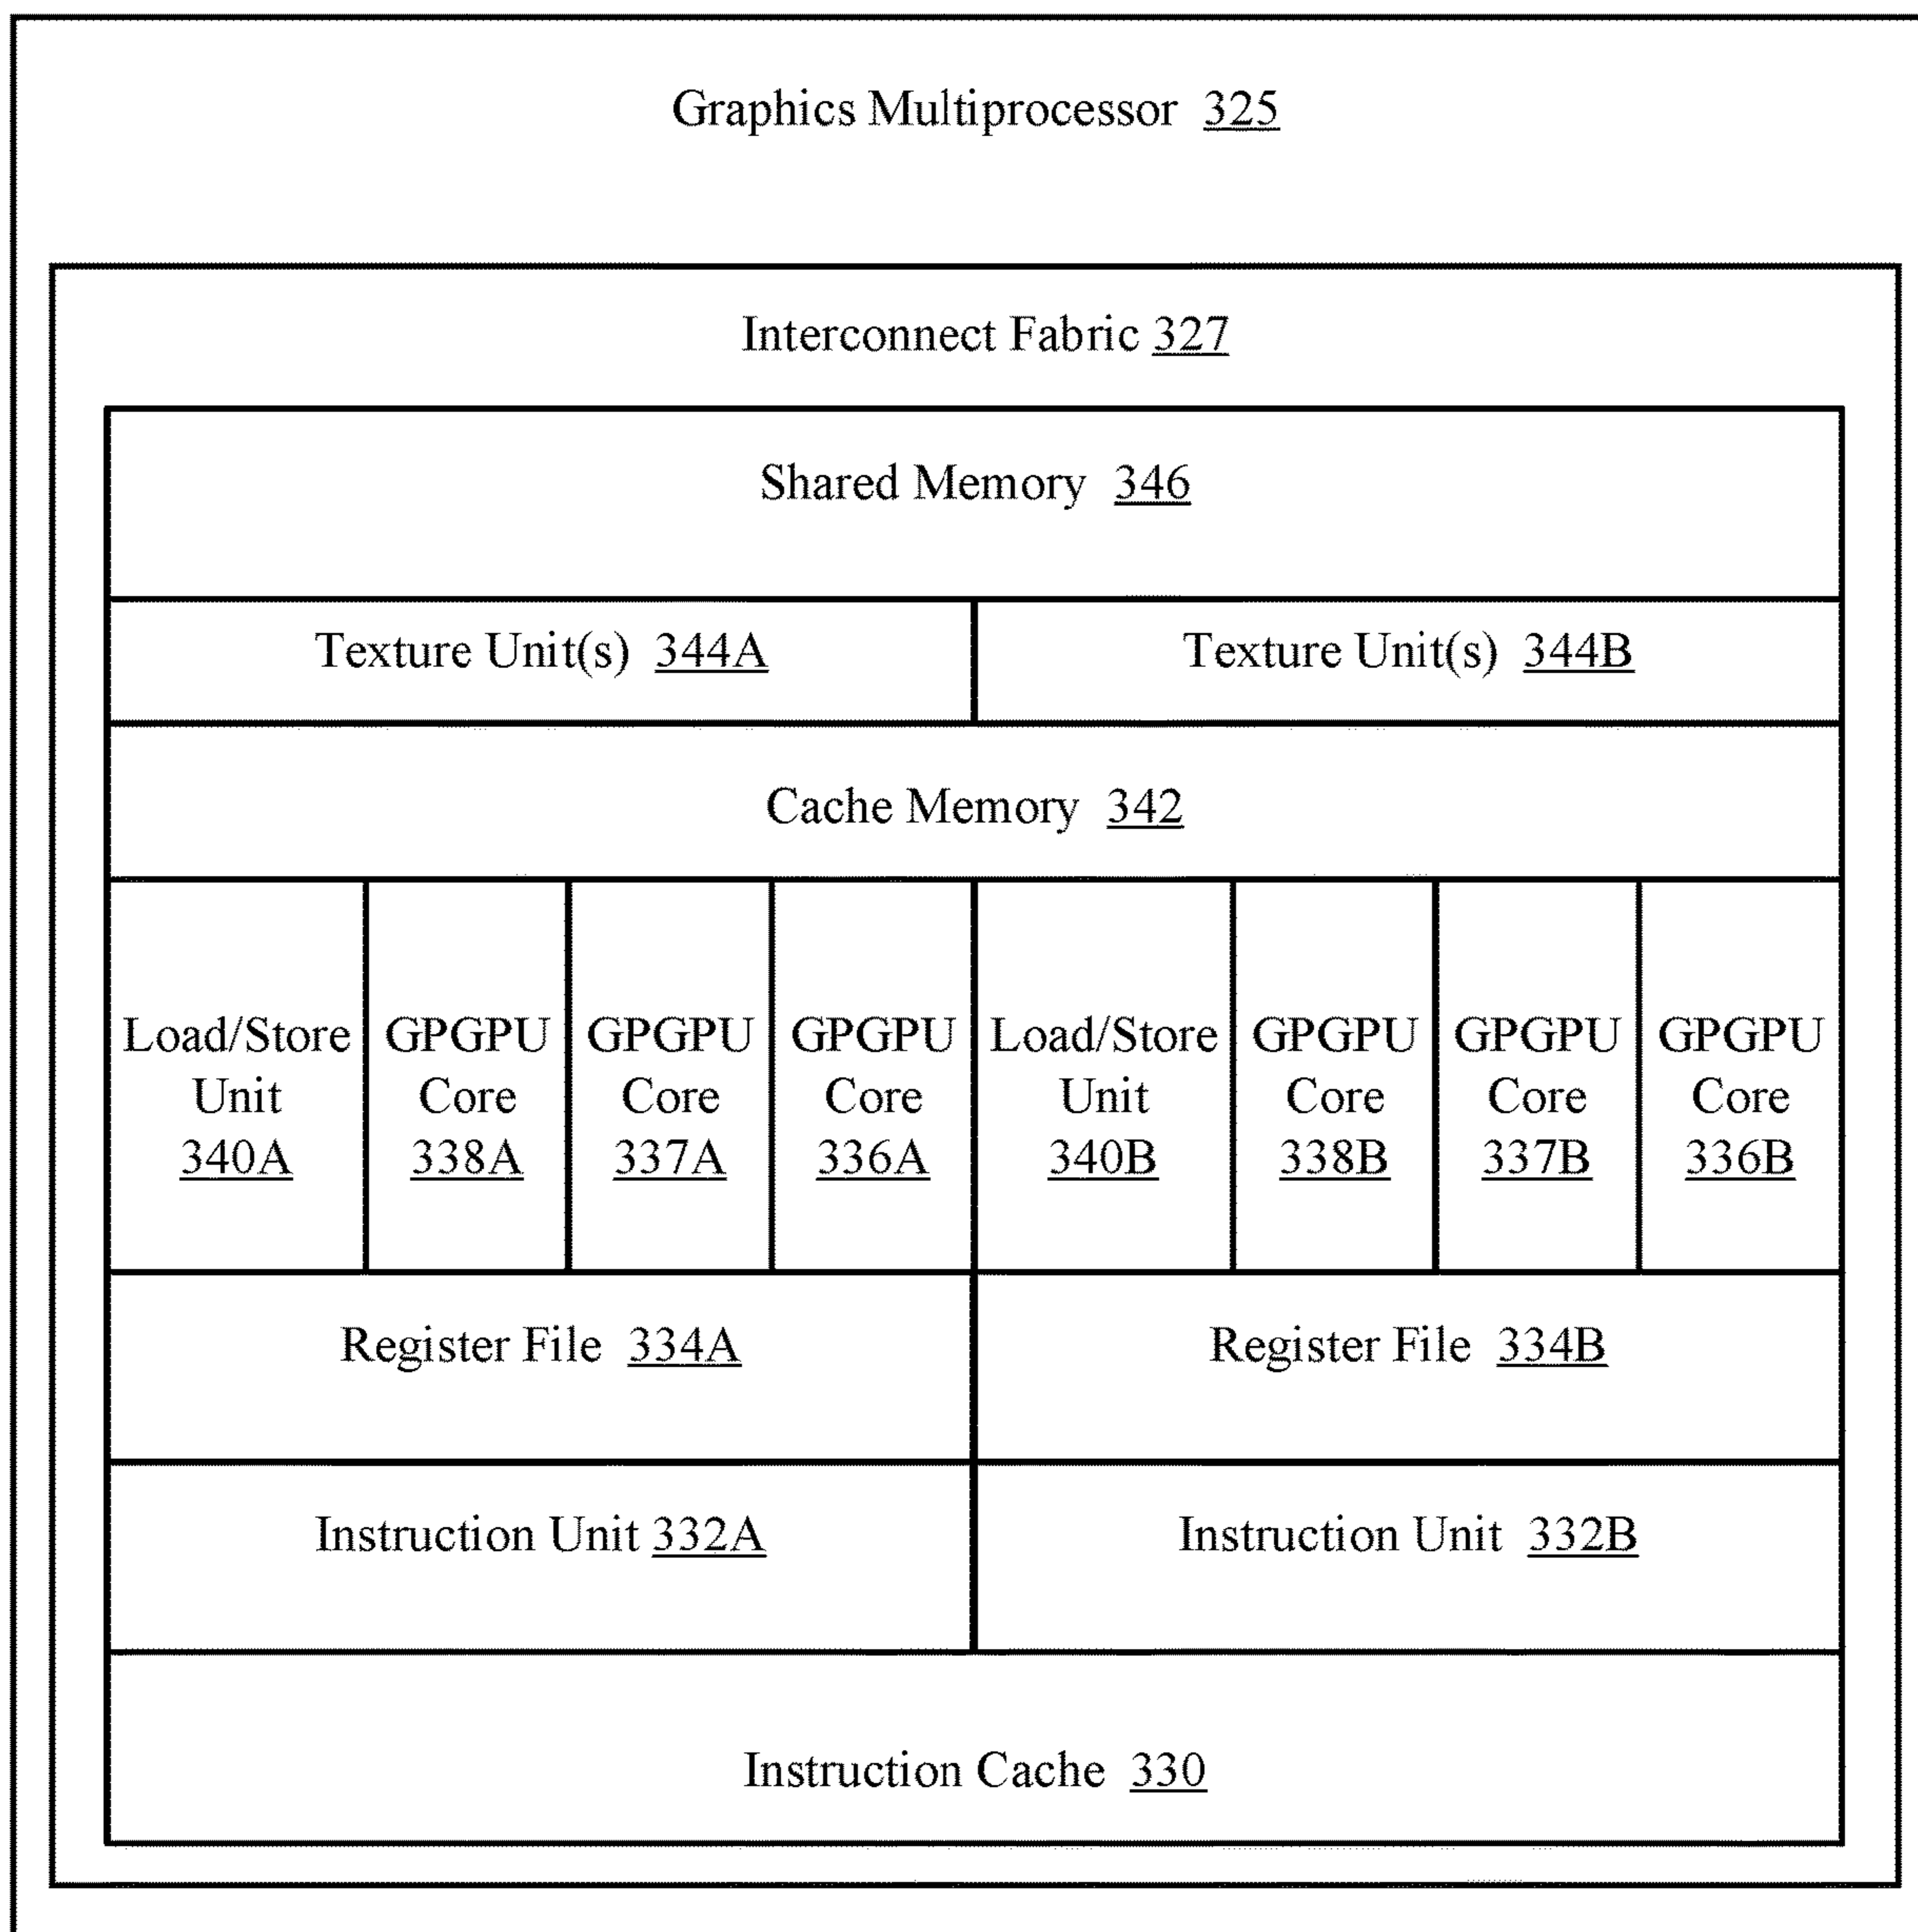 Graphics Multiprocessor 325
Interconnect Fabric 327
Shared Memory 346
Texture Unit(s) 344A
Texture Unit(s) 344B
Cache Memory 342
Load/Store
Unit
340A
GPGPU
Core
338A
GPGPU
Core
337A
GPGPU
Core
336A
Load/Store
Unit
340B
GPGPU
Core
338B
GPGPU
Core
337B
GPGPU
Core
336B
Register File 334A
Register File 334B
Instruction Unit 332A
Instruction Unit 332B
Instruction Cache 330